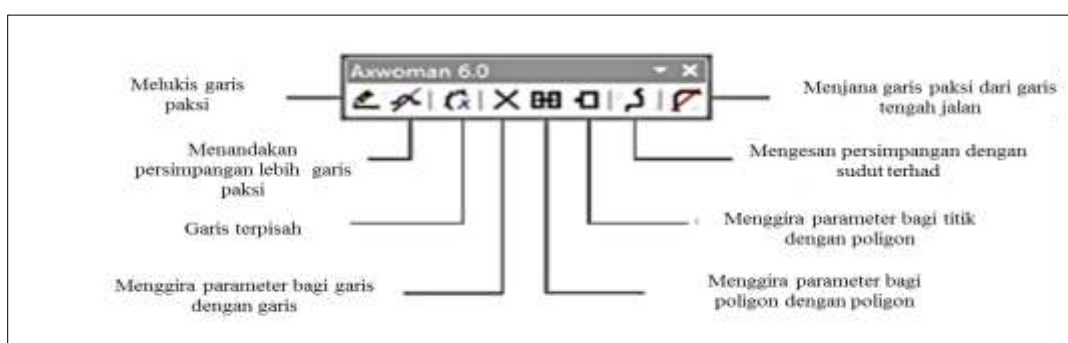 Axwoman 6.0
Melukis garis
paksi
Menandakan
persimpangan lebih garis
paksi
Garis terpisah
Menggira parameter bagi garis
dengan garis
Menjana garis paksi dari garis
tengah jalan
Mengesan persimpangan dengan
sudut terhad
Menggira parameter bagi titik
dengan poligon
Menggira parameter bagi
poligon dengan poligon